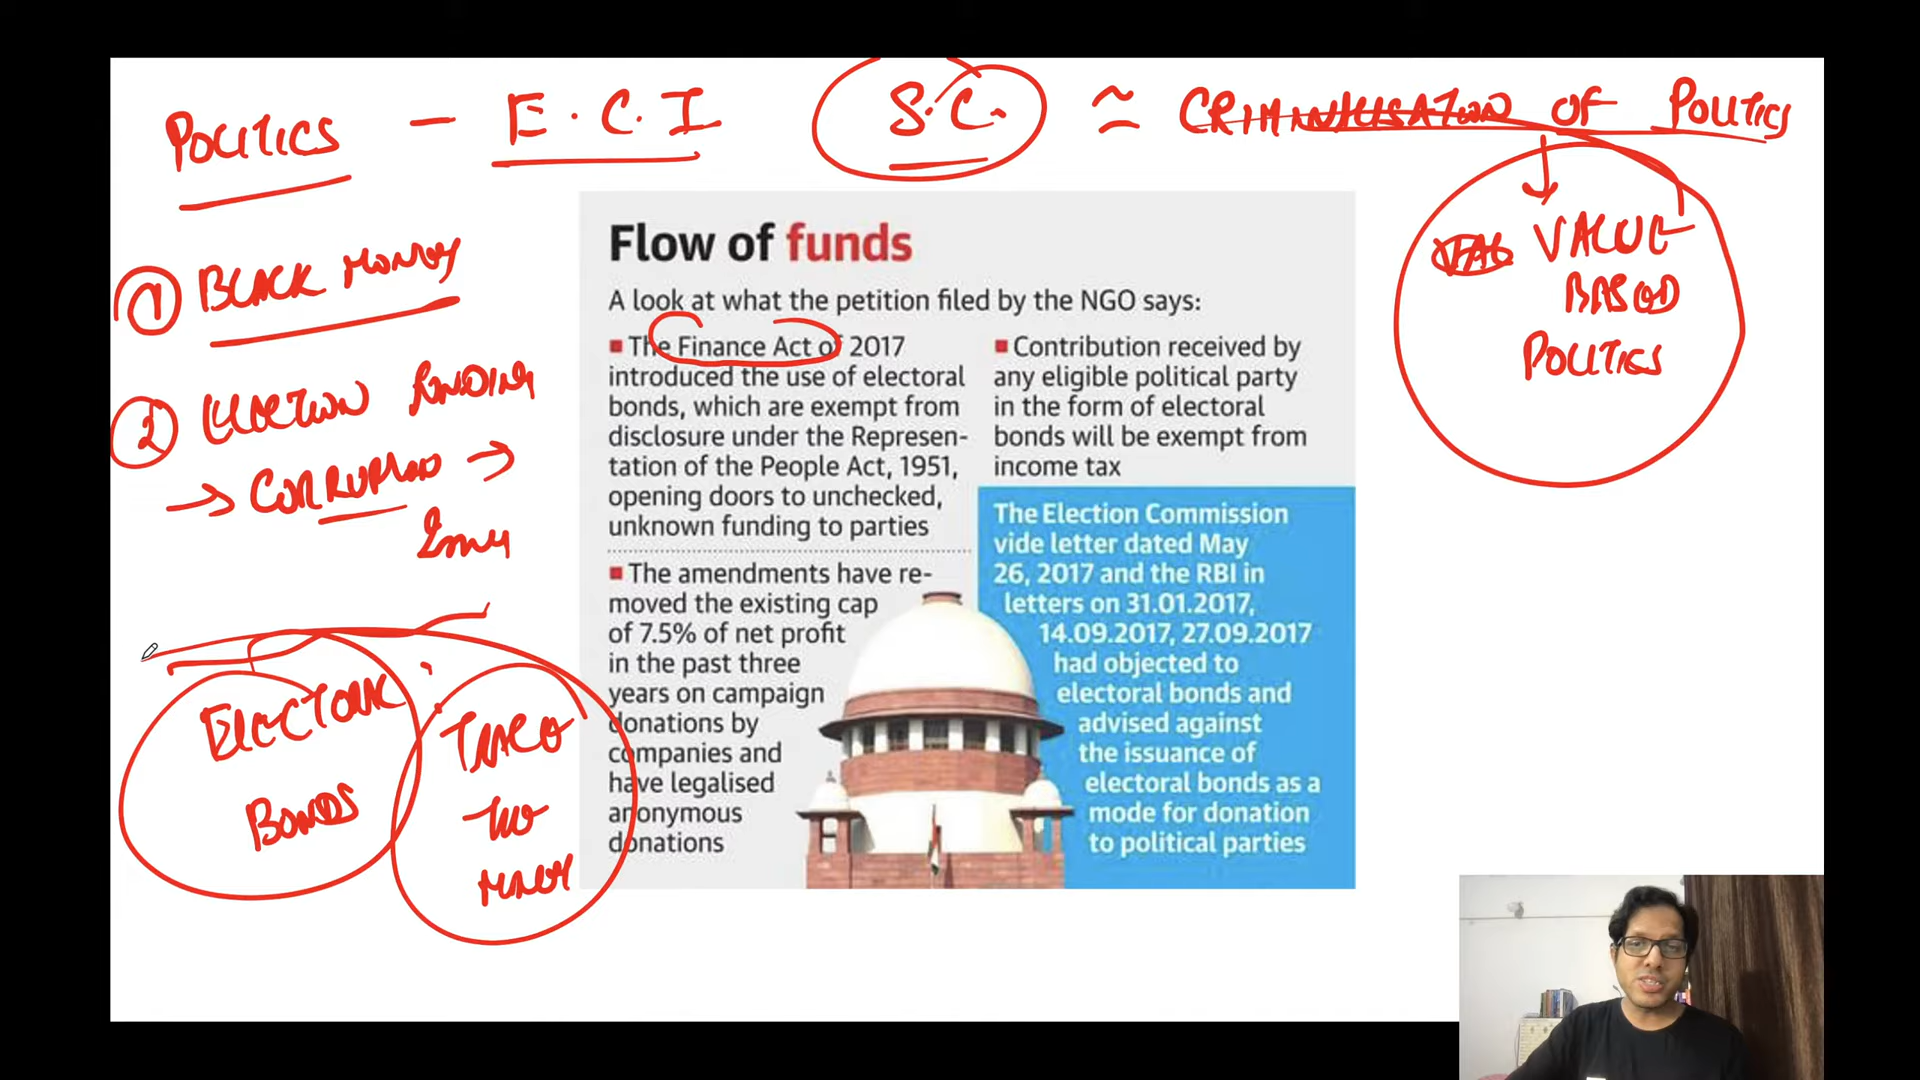 POLITICS - E.C.I S.C. ≈ CRIMINILISATION OF POLITICS
① BLACK MONEY
② ELECTION FUNDING
→ CORRUPTION →
ELECTORAL
BONDS
TRACE
THE
MONEY
Flow of funds
A look at what the petition filed by the NGO says:
■ The Finance Act of 2017
introduced the use of electoral
bonds, which are exempt from
disclosure under the Represen-
tation of the People Act, 1951,
opening doors to unchecked,
unknown funding to parties
■ The amendments have re-
moved the existing cap
of 7.5% of net profit
in the past three
years on campaign
donations by
companies and
have legalised
anonymous
donations
■ Contribution received by
any eligible political party
in the form of electoral
bonds will be exempt from
income tax
The Election Commission
vide letter dated May
26, 2017 and the RBI in
letters on 31.01.2017,
14.09.2017, 27.09.2017
had objected to
electoral bonds and
advised against
the issuance of
electoral bonds as a
mode for donation
to political parties
VALUE
BASED
POLITICS